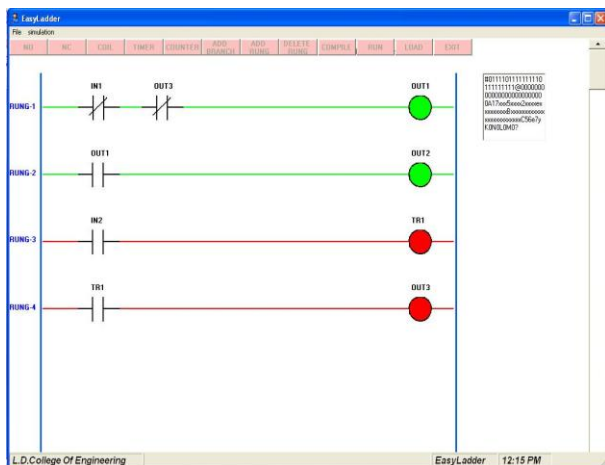 EasyLadder
File simulation
NO NC COIL TIMER COUNTER ADD BRANCH ADD RUNG DELETE RUNG COMPILE RUN LOAD EXIT
IN1 OUT3 OUT1
RUNG-1
OUT1 OUT2
RUNG-2
IN2 TR1
RUNG-3
TR1 OUT3
RUNG-4
L.D.College Of Engineering EasyLadder 12:15 PM